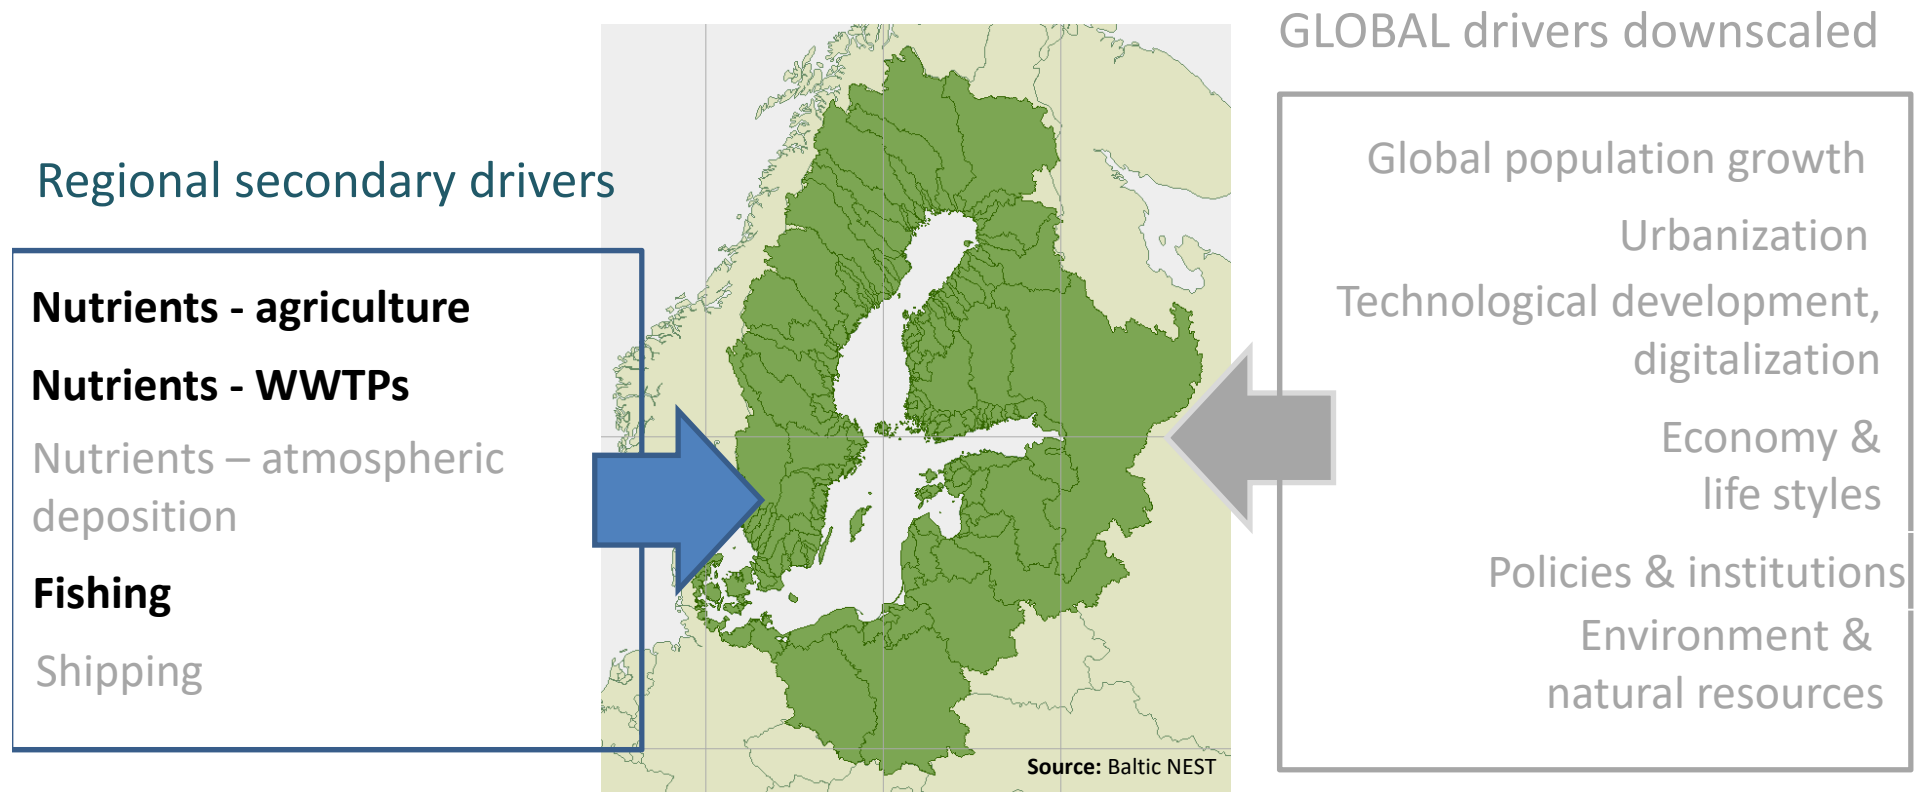 GLOBAL drivers downscaled
Regional secondary drivers
Nutrients - agriculture
Nutrients - WWTPs
Nutrients – atmospheric
deposition
Fishing
Shipping
Global population growth
Urbanization
Technological development,
digitalization
Economy &
life styles
Policies & institutions
Environment &
natural resources
Source: Baltic NEST